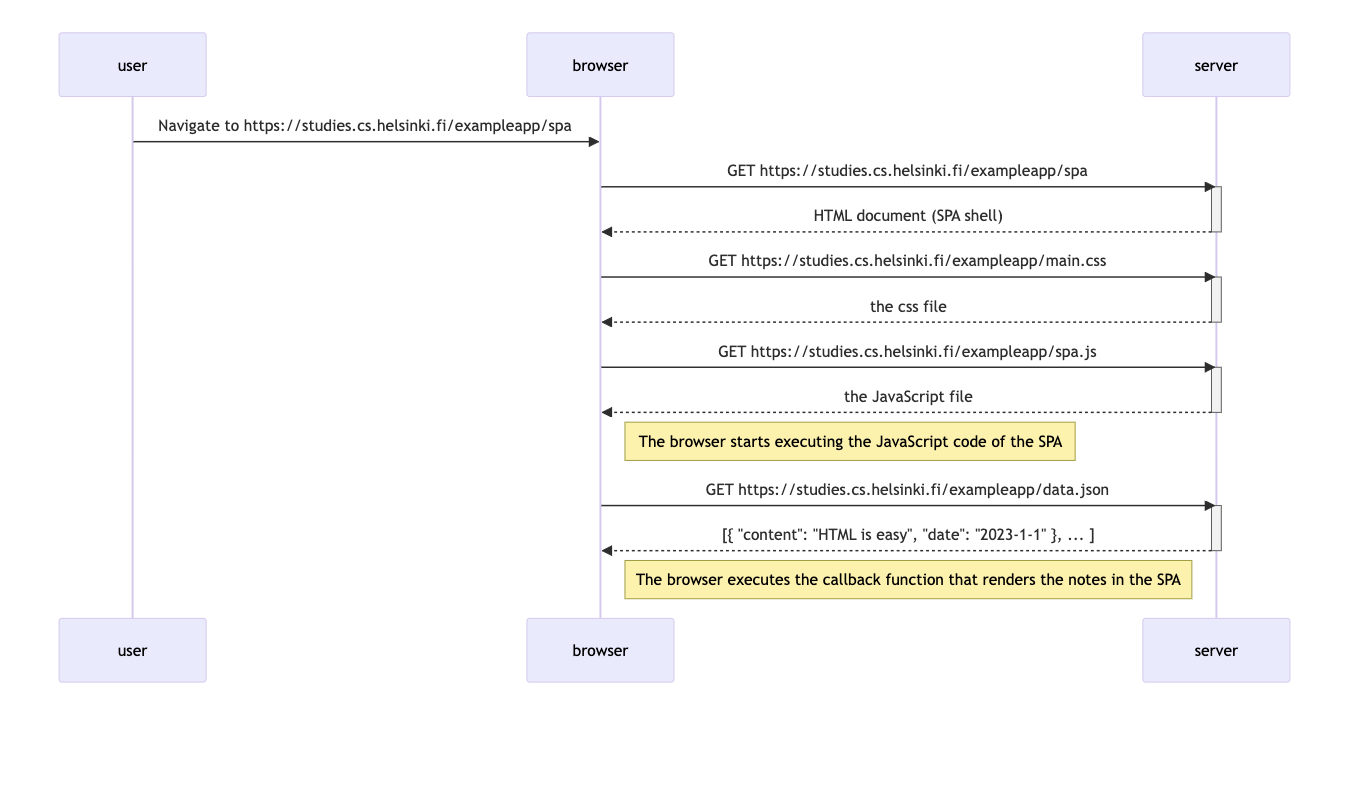 user
browser
server
Navigate to https://studies.cs.helsinki.fi/exampleapp/spa
GET https://studies.cs.helsinki.fi/exampleapp/spa
HTML document (SPA shell)
GET https://studies.cs.helsinki.fi/exampleapp/main.css
the css file
GET https://studies.cs.helsinki.fi/exampleapp/spa.js
the JavaScript file
The browser starts executing the JavaScript code of the SPA
GET https://studies.cs.helsinki.fi/exampleapp/data.json
[{ "content": "HTML is easy", "date": "2023-1-1" }, ... ]
The browser executes the callback function that renders the notes in the SPA
user
browser
server